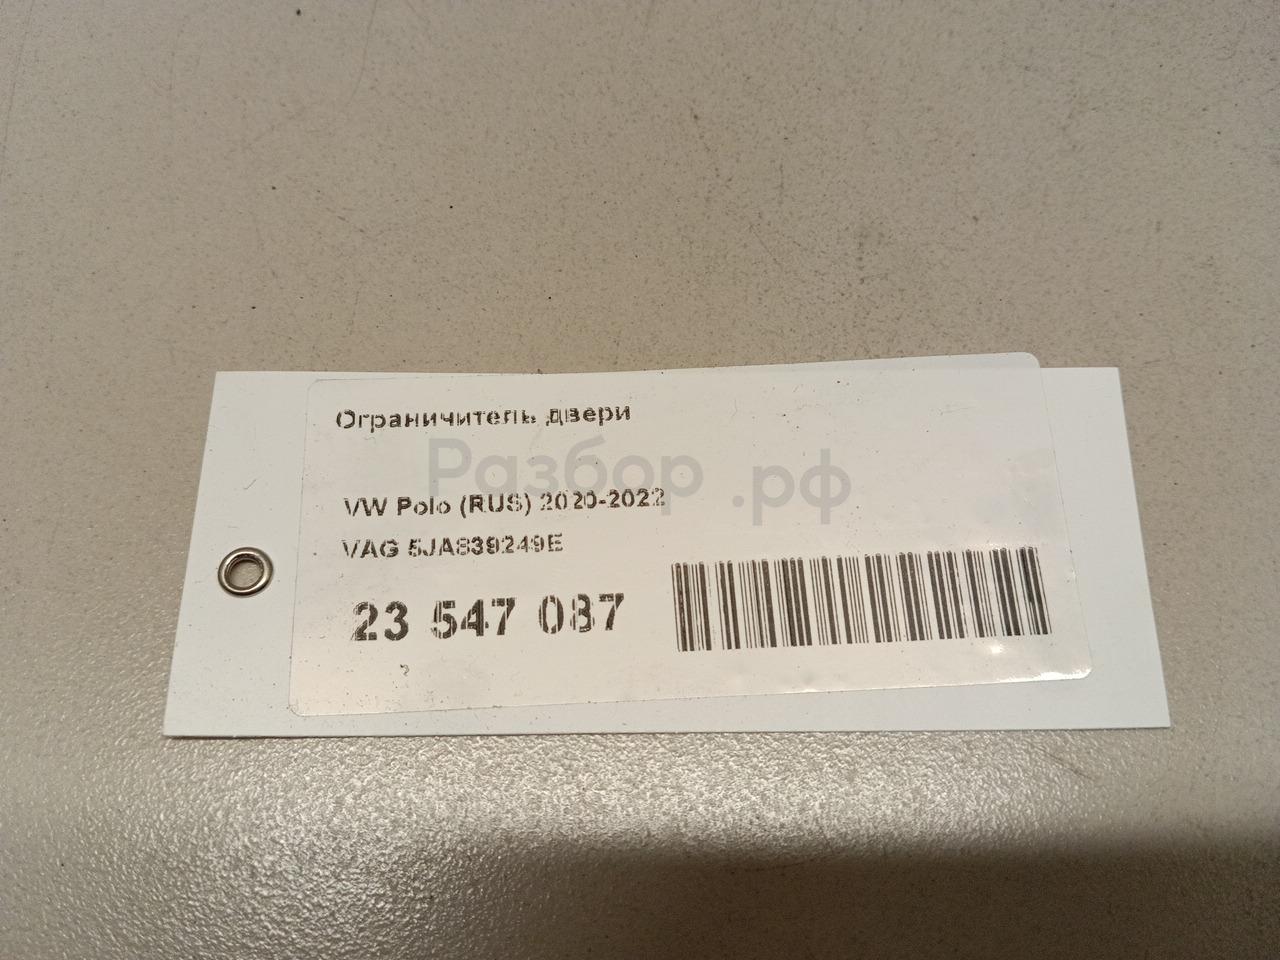 Ограничитель двери
Разбор.рф
VW Polo (RUS) 2020-2022
VAG 5JA839249E
23 547 087